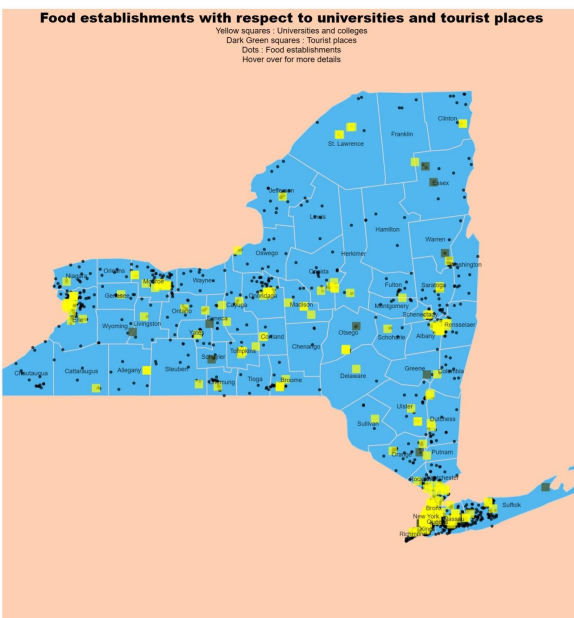 Food establishments with respect to universities and tourist places
Yellow squares : Universities and colleges
Dark Green squares : Tourist places
Dots : Food establishments
Hover over for more details
Clinton
Franklin
St. Lawrence
Essex
Jefferson
Lewis
Hamilton
Warren
Oswego
Herkimer
Washington
Niagara
Orleans
Monroe
Wayne
Oneida
Fulton
Saratoga
Genesee
Onondaga
Cayuga
Madison
Montgomery
Ontario
Schenectady
Erie
Wyoming
Livingston
Seneca
Rensselaer
Yates
Cortland
Otsego
Schoharie
Albany
Chenango
Tompkins
Schuyler
Chautauqua
Cattaraugus
Allegany
Steuben
Chemung
Tioga
Broome
Delaware
Greene
Columbia
Ulster
Sullivan
Dutchess
Orange
Putnam
Suffolk
Bronx
New York
Nassau